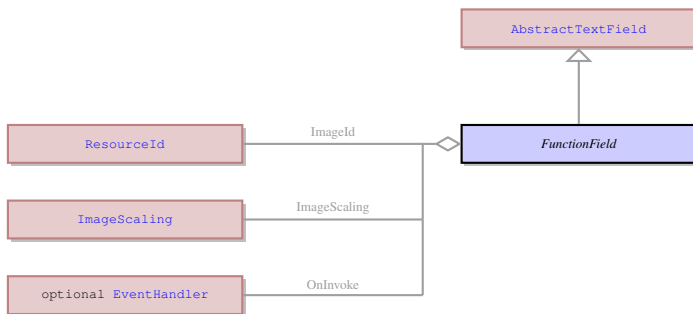 AbstractTextField
ImageId
ResourceId
FunctionField
ImageScaling
ImageScaling
OnInvoke
optional EventHandler